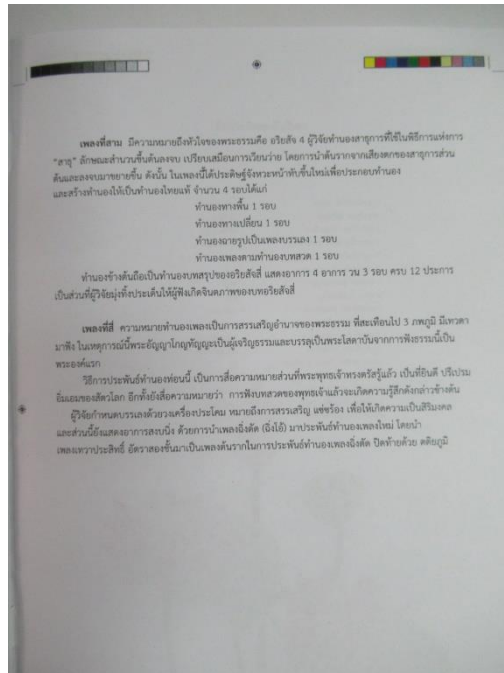 เพลงที่สาม มีความหมายถึงหัวใจของพระธรรมคือ อริยสัจ 4 ผู้วิจัยทำนองสาธุการที่ใช้ในพิธีการแห่งการ
"สาธุ" ลักษณะสำนวนขึ้นต้นลงจบ เปรียบเสมือนการเวียนว่าย โดยการนำต้นรากจากเสียงตกของสาธุการส่วน
ต้นและลงจบมาขยายขึ้น ดังนั้น ในเพลงนี้ได้ประดิษฐ์จังหวะหน้าทับขึ้นใหม่เพื่อประกอบทำนอง
และสร้างทำนองให้เป็นทำนองไทยแท้ จำนวน 4 รอบได้แก่
ทำนองทางพื้น 1 รอบ
ทำนองทางเปลี่ยน 1 รอบ
ทำนองฉายรูปเป็นเพลงบรรเลง 1 รอบ
ทำนองเพลงตามทำนองบทสวด 1 รอบ
ทำนองข้างต้นถือเป็นทำนองบทสรุปของอริยสัจสี่ แสดงอาการ 4 อาการ วน 3 รอบ ครบ 12 ประการ
เป็นส่วนที่ผู้วิจัยมุ่งทิ้งประเด็นให้ผู้ฟังเกิดจินตภาพของบทอริยสัจสี่
เพลงที่สี่ ความหมายทำนองเพลงเป็นการสรรเสริญอำนาจของพระธรรม ที่สะเทือนไป 3 ภพภูมิ มีเทวดา
มาฟัง ในเหตุการณ์นี้พระอัญญาโกญทัญญะเป็นผู้เจริญธรรมและบรรลุเป็นพระโสดาบันจากการฟังธรรมนี้เป็น
พระองค์แรก
วิธีการประพันธ์ทำนองท่อนนี้ เป็นการสื่อความหมายส่วนที่พระพุทธเจ้าทรงตรัสรู้แล้ว เป็นที่ยินดี ปรีเปรม
อิ่มเอมของสัตวโลก อีกทั้งยังสื่อความหมายว่า การฟังบทสวดของพุทธเจ้าแล้วจะเกิดความรู้สึกดังกล่าวข้างต้น
ผู้วิจัยกำหนดบรรเลงด้วยวงเครื่องประโคม หมายถึงการสรรเสริญ แซ่ซร้อง เพื่อให้เกิดความเป็นสิริมงคล
และส่วนนี้ยังแสดงอาการสงบนิ่ง ด้วยการนำเพลงฉิ่งตัด (ฉิ่งโอ้) มาประพันธ์ทำนองเพลงใหม่ โดยนำ
เพลงเทวาประสิทธิ์ อัตราสองชั้นมาเป็นเพลงต้นรากในการประพันธ์ทำนองเพลงฉิ่งตัด ปิดท้ายด้วย ตติยภูมิ